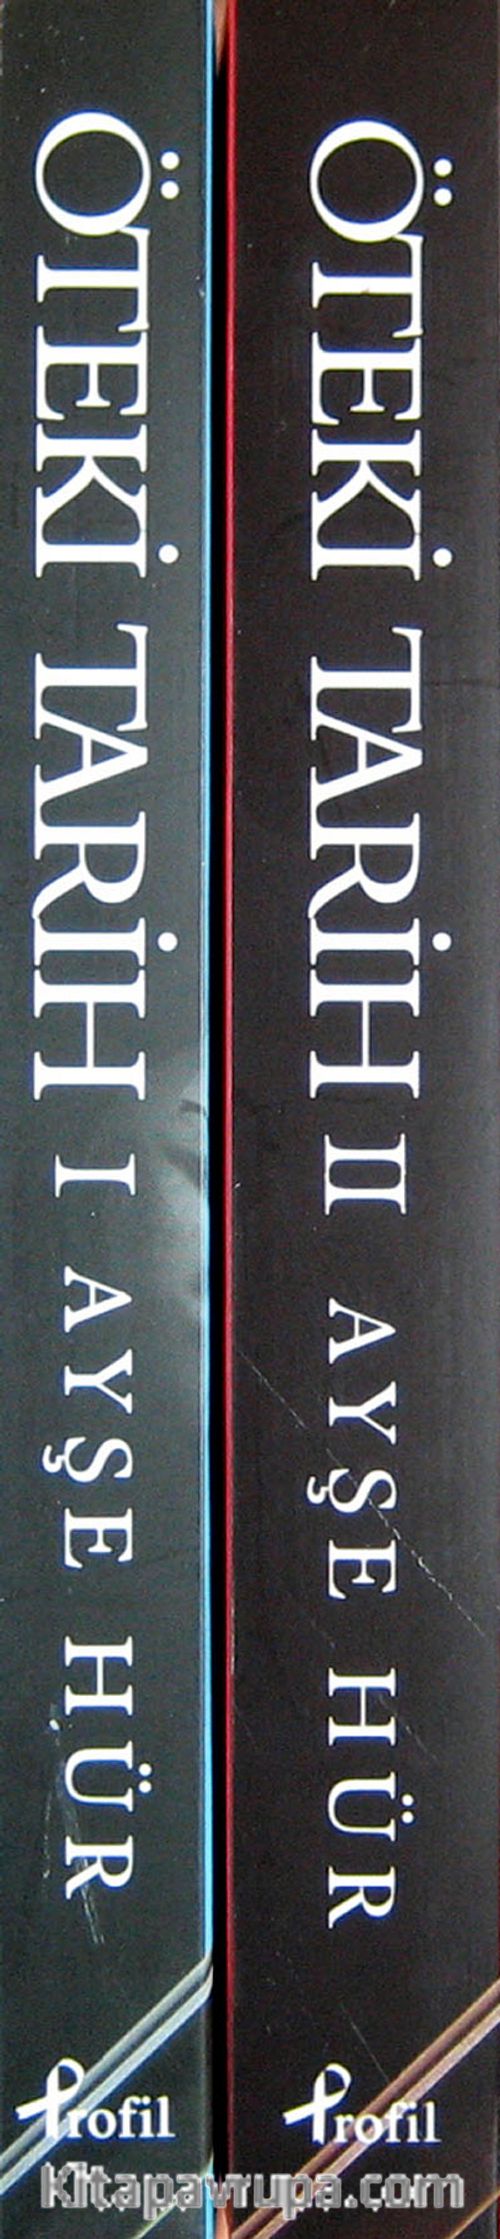 ÖTEKİ TARİH I AYŞE HÜR
Profil
ÖTEKİ TARİH II AYŞE HÜR
Profil
Kitapavrupa.com